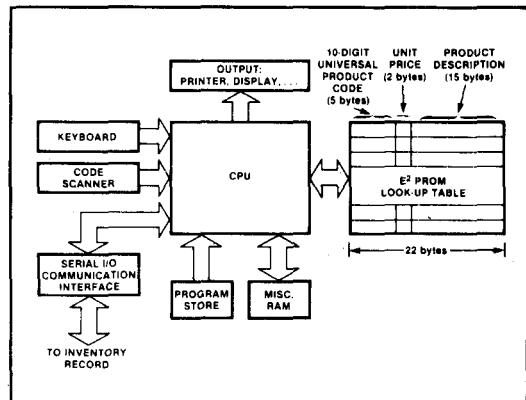 OUTPUT:
PRINTER, DISPLAY, . . .
10-DIGIT
UNIVERSAL
PRODUCT
CODE
(5 bytes)
UNIT
PRICE
(2 bytes)
PRODUCT
DESCRIPTION
(15 bytes)
KEYBOARD
CODE
SCANNER
CPU
E² PROM
LOOK-UP TABLE
22 bytes
SERIAL I/O
COMMUNICATION
INTERFACE
PROGRAM
STORE
MISC.
RAM
TO INVENTORY
RECORD